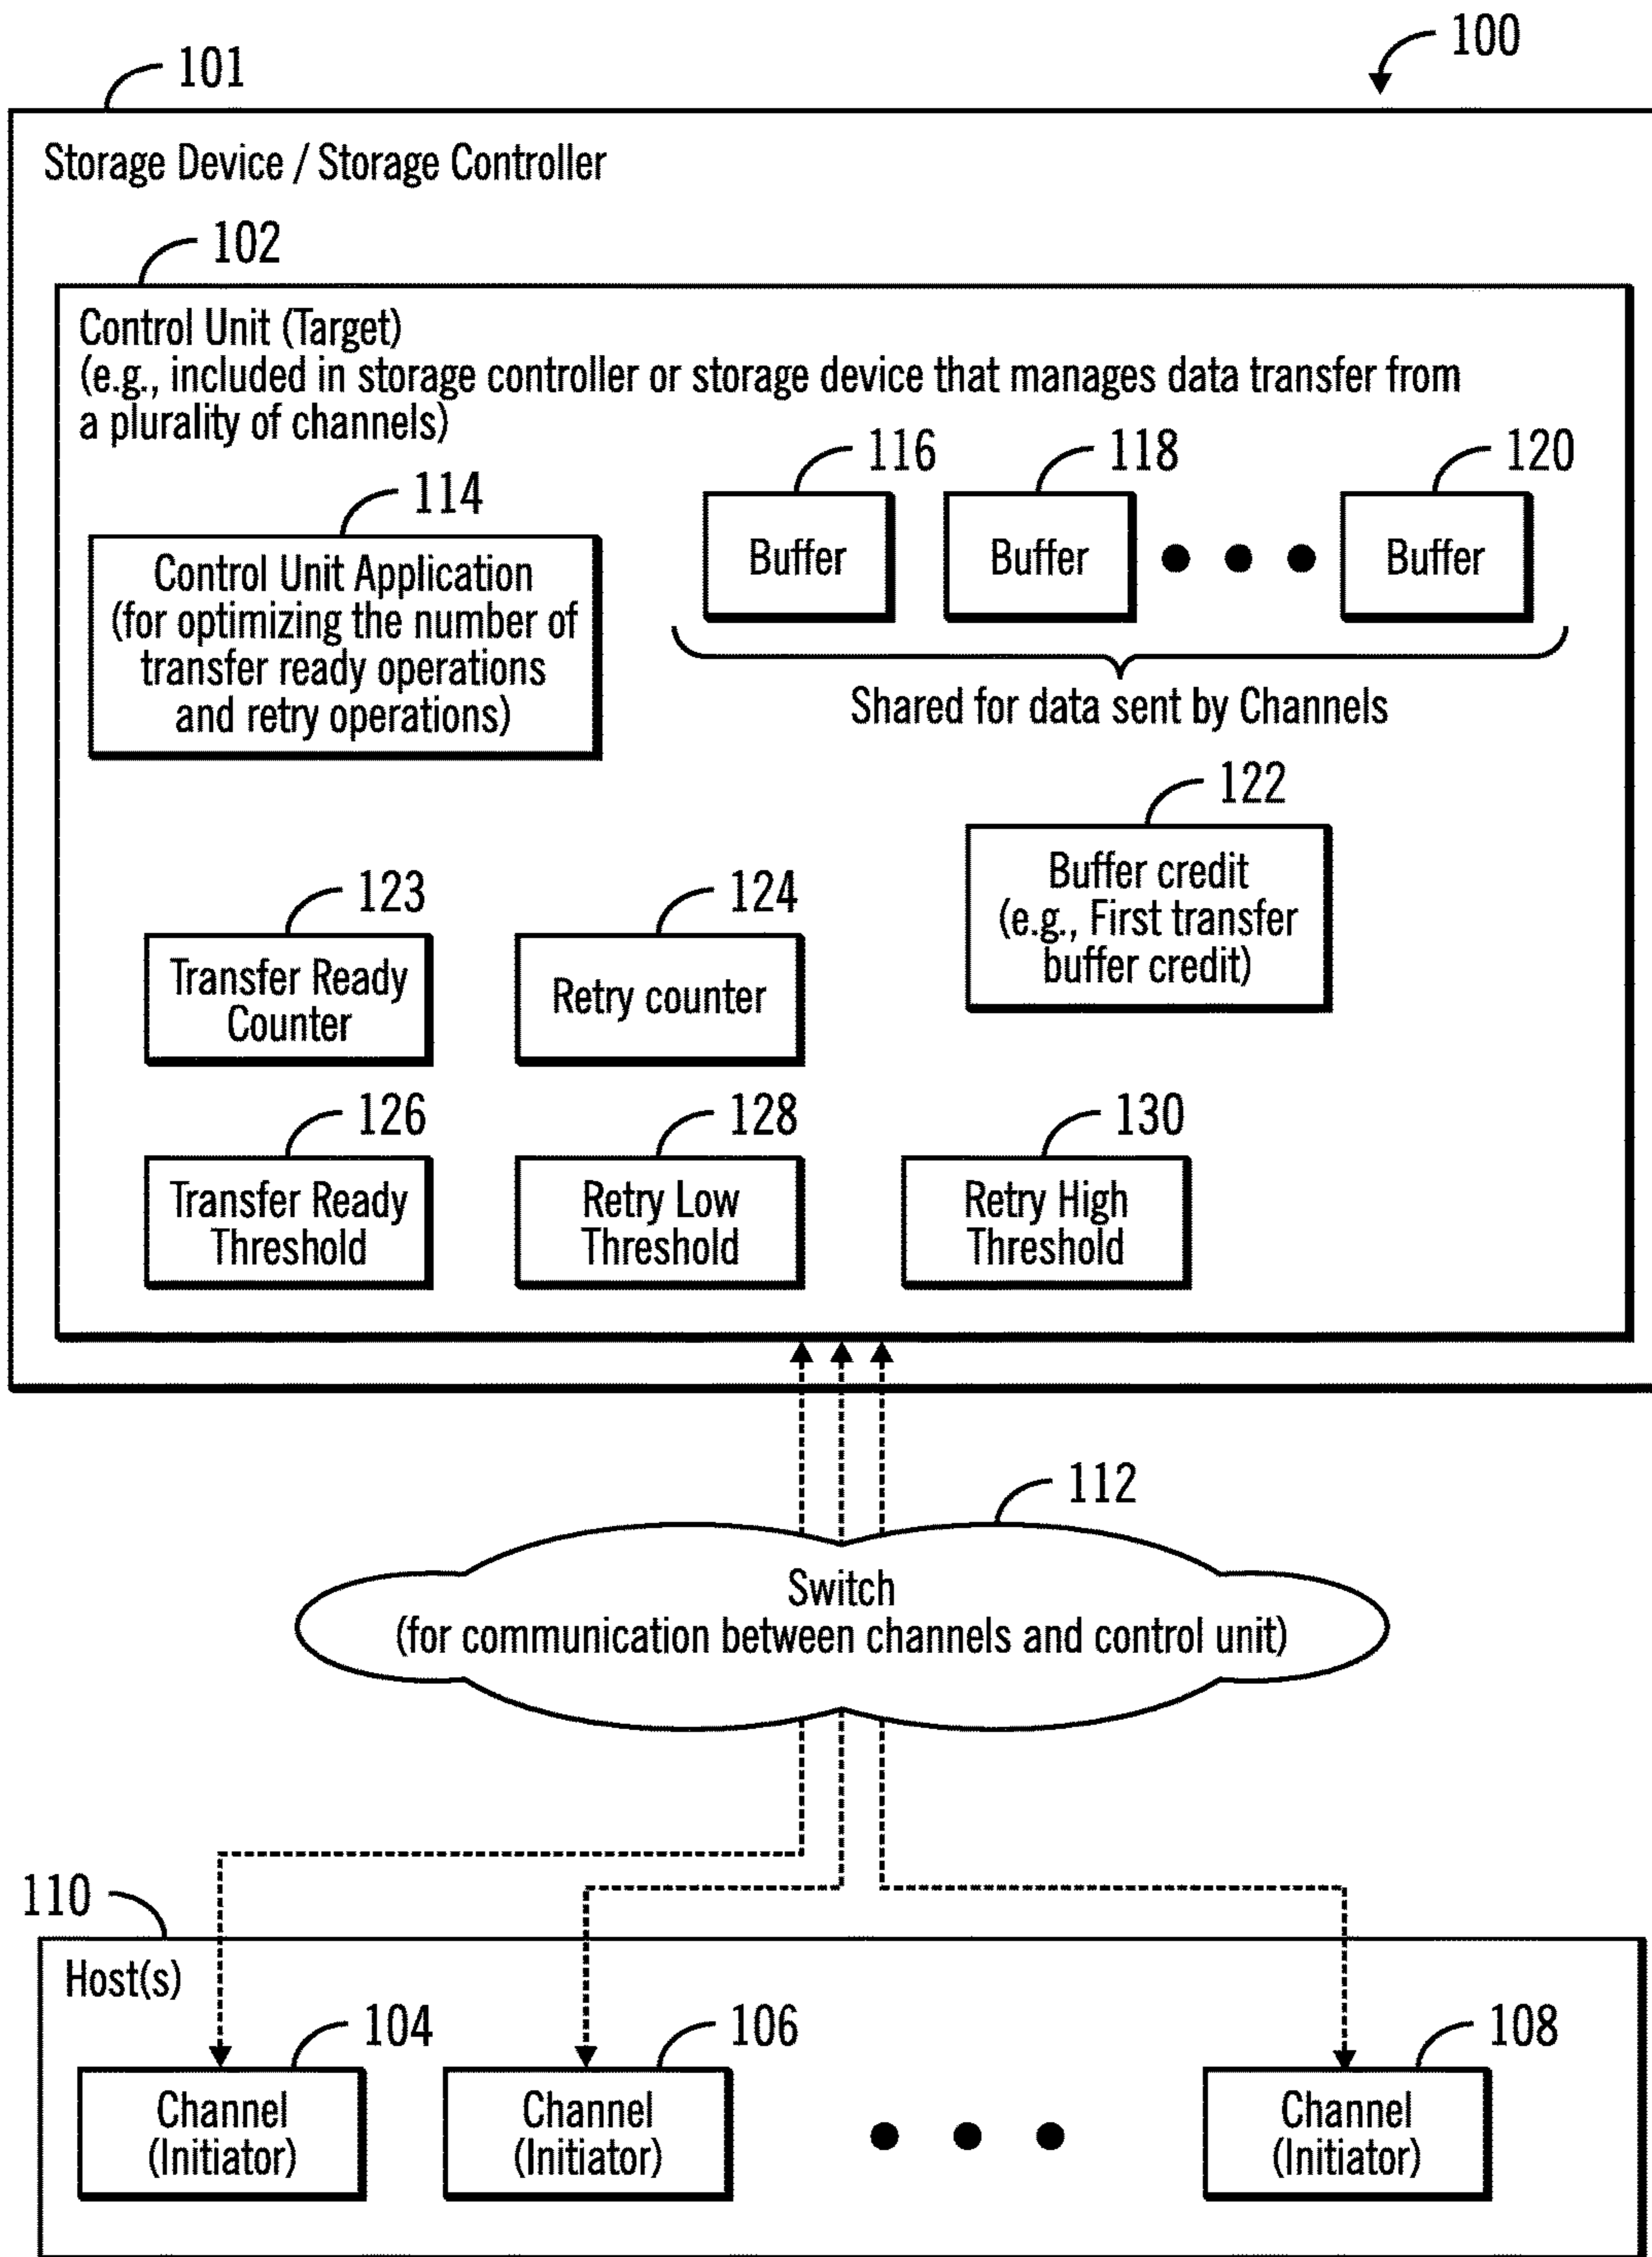 100
101
Storage Device / Storage Controller
102
Control Unit (Target)
(e.g., included in storage controller or storage device that manages data transfer from
a plurality of channels)
116
118
120
114
Buffer
Buffer
Buffer
Control Unit Application
(for optimizing the number of
transfer ready operations
and retry operations)
Shared for data sent by Channels
122
Buffer credit
(e.g., First transfer
buffer credit)
123
124
Transfer Ready
Counter
Retry counter
126
128
130
Transfer Ready
Threshold
Retry Low
Threshold
Retry High
Threshold
112
Switch
(for communication between channels and control unit)
110
Host(s)
104
106
108
Channel
(Initiator)
Channel
(Initiator)
Channel
(Initiator)